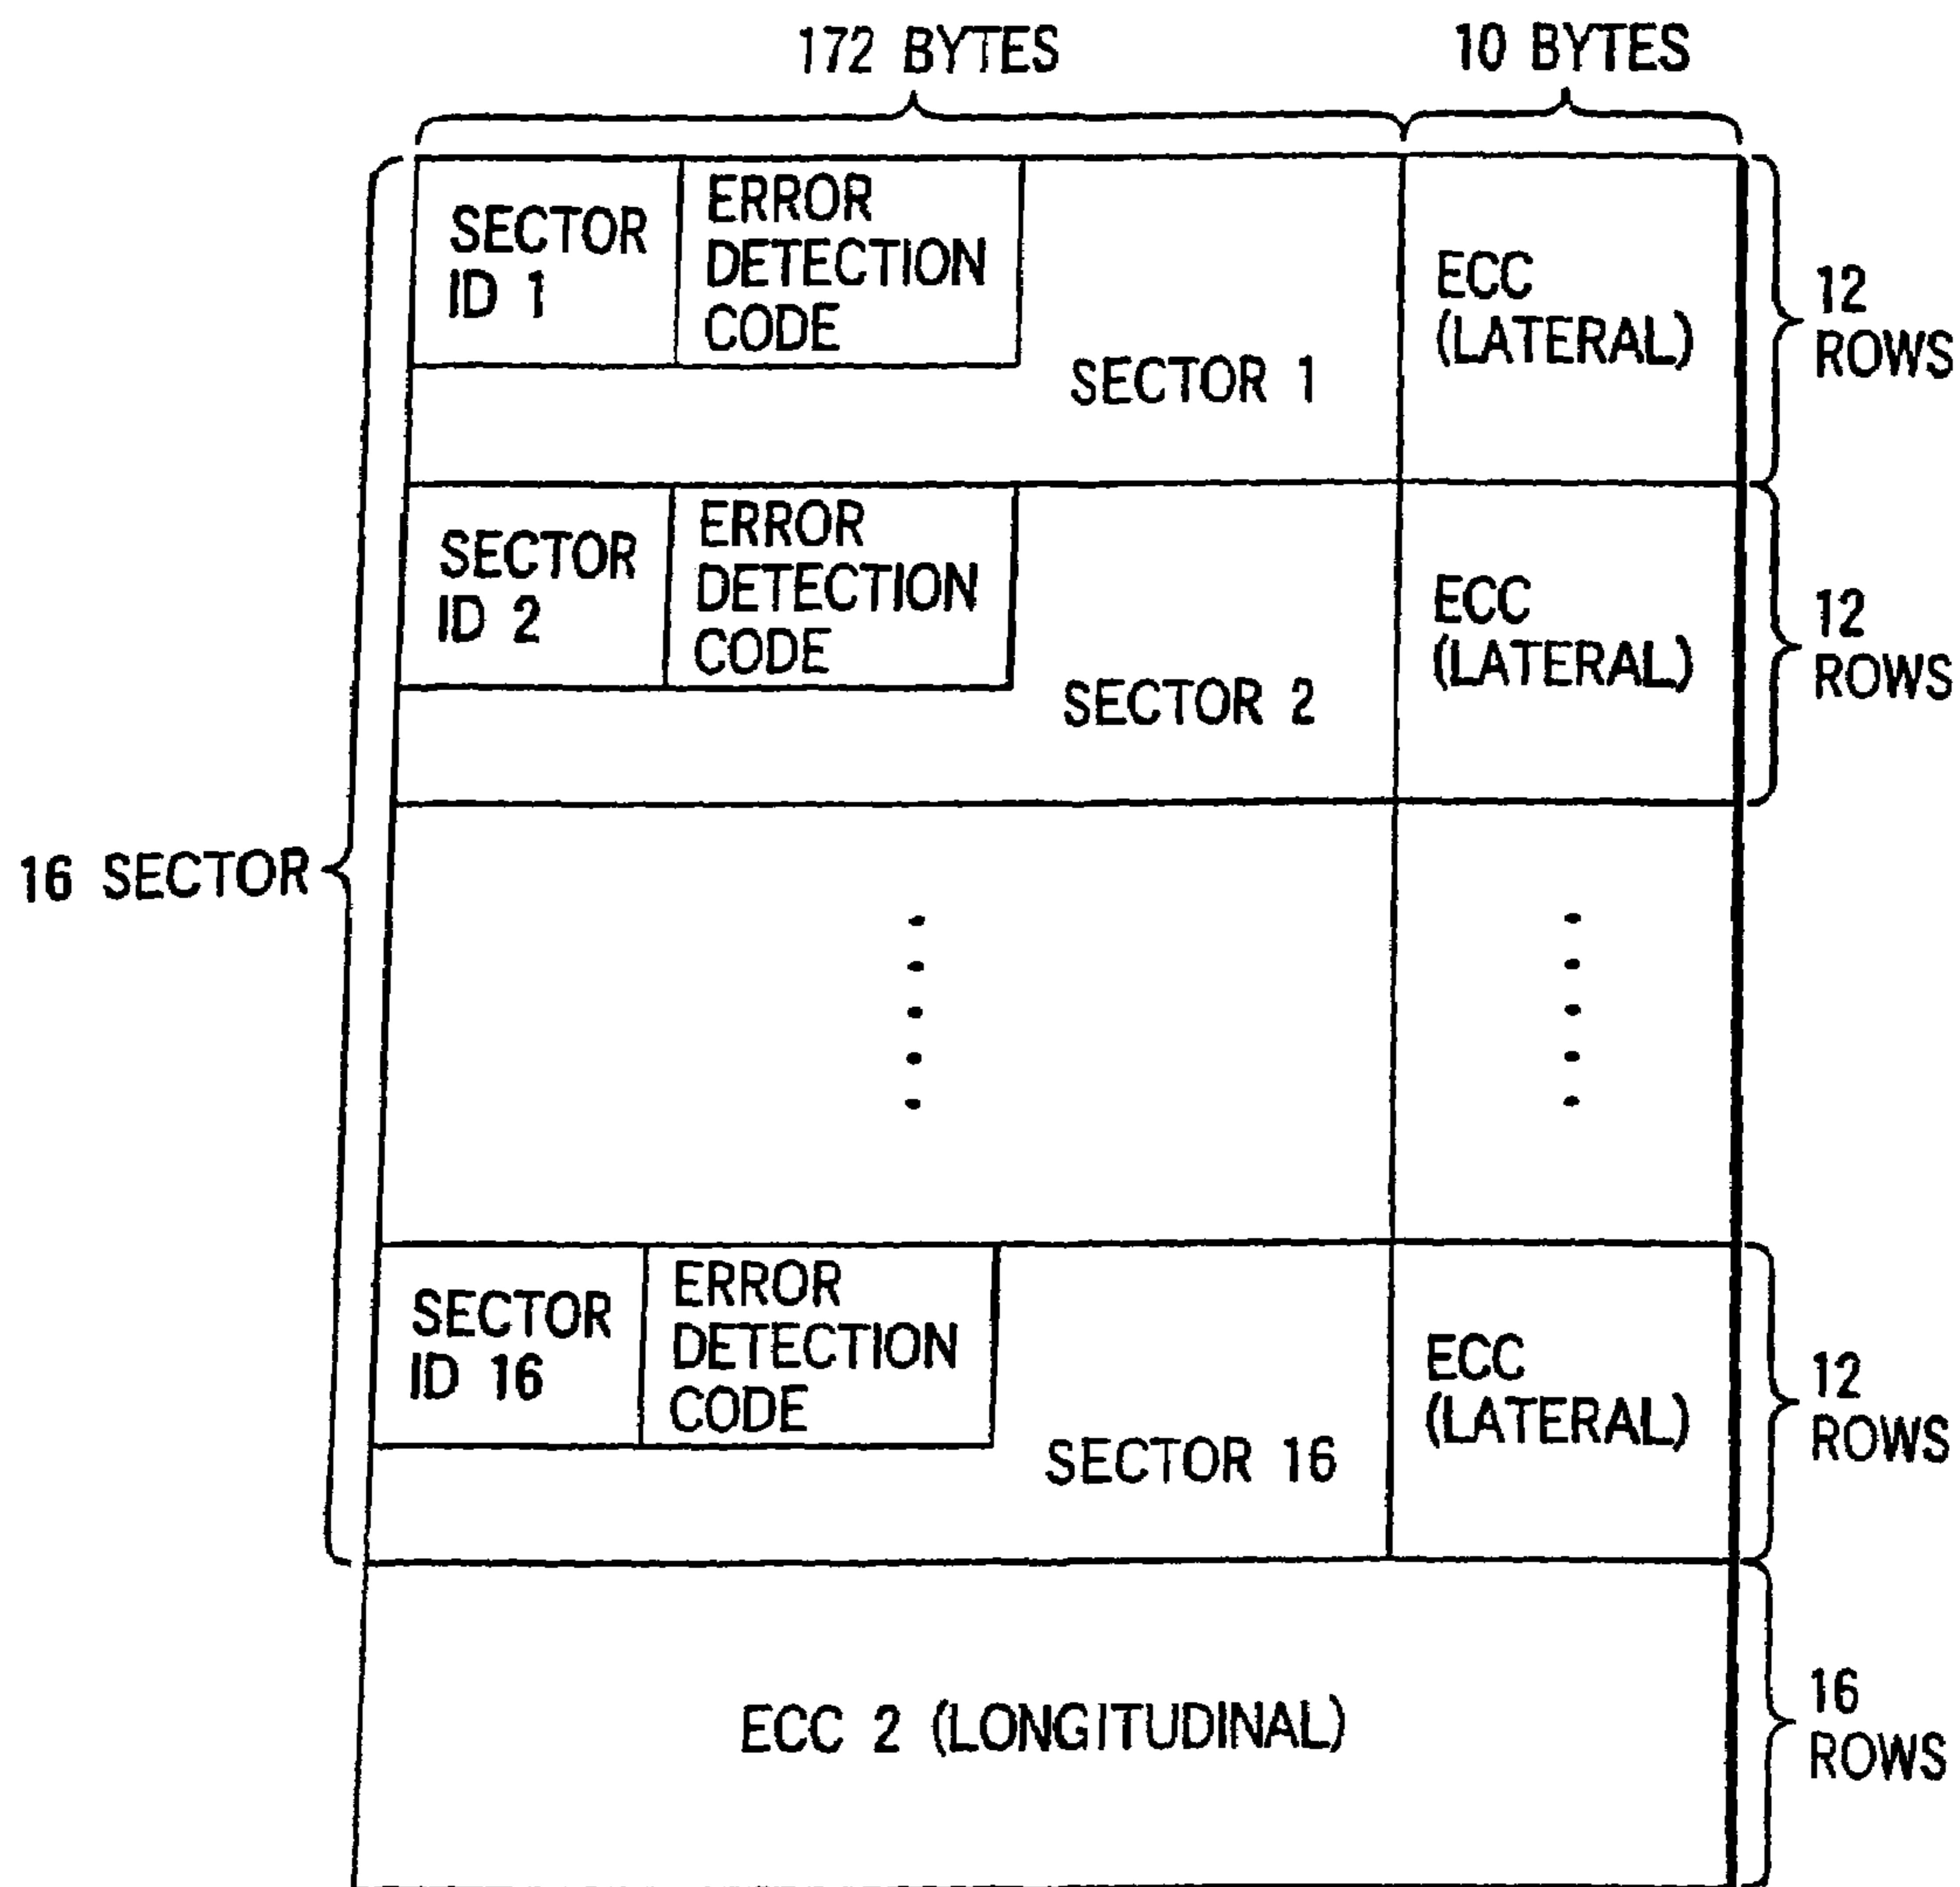 172 BYTES
10 BYTES
SECTOR
ID 1
ERROR
DETECTION
CODE
SECTOR 1
ECC
(LATERAL)
12
ROWS
SECTOR
ID 2
ERROR
DETECTION
CODE
SECTOR 2
ECC
(LATERAL)
12
ROWS
16 SECTOR
SECTOR
ID 16
ERROR
DETECTION
CODE
SECTOR 16
ECC
(LATERAL)
12
ROWS
ECC 2 (LONGITUDINAL)
16
ROWS